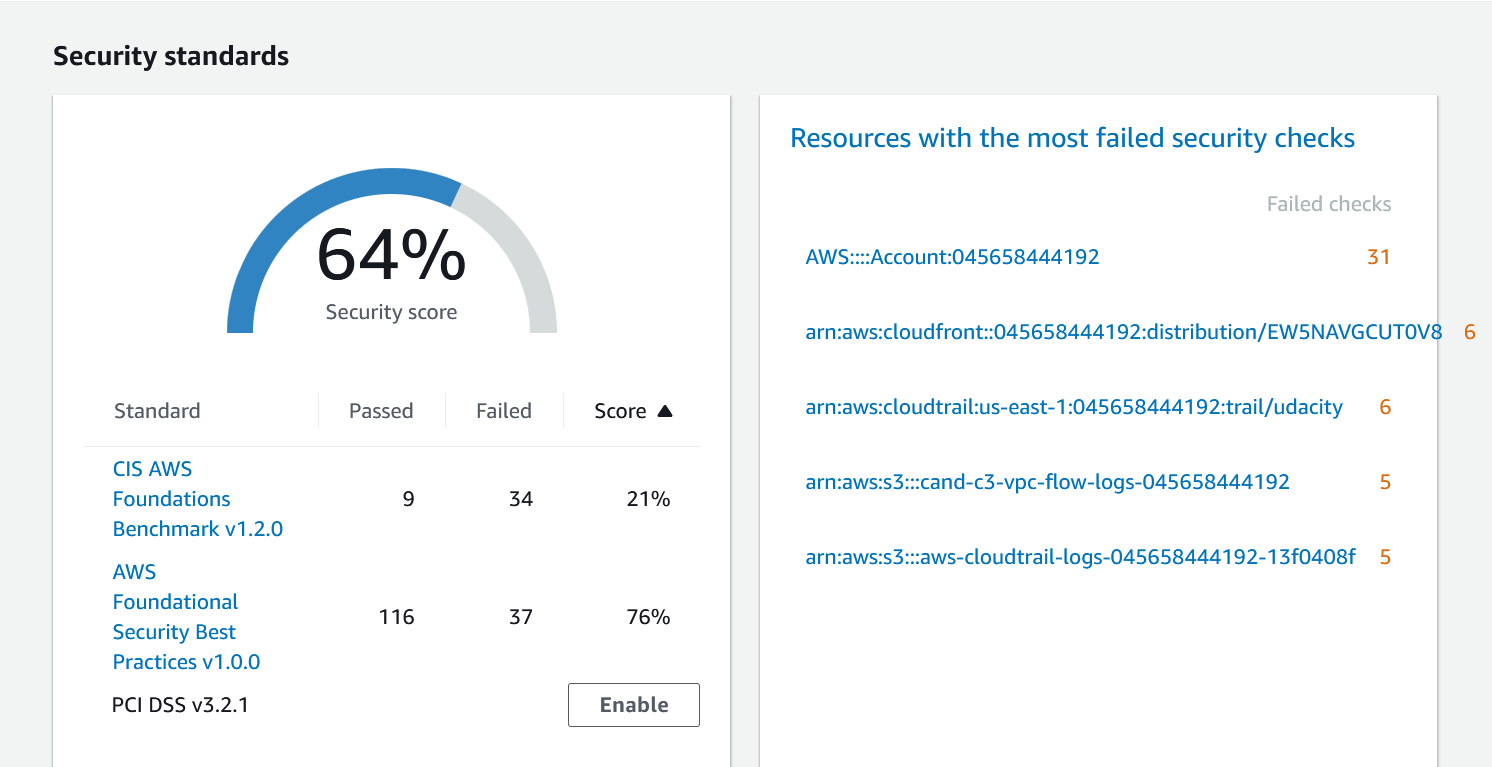 Security standards
64%
Security score
Standard Passed Failed Score ▲
CIS AWS
Foundations 9 34 21%
Benchmark v1.2.0
AWS
Foundational
Security Best 116 37 76%
Practices v1.0.0
PCI DSS v3.2.1 Enable
Resources with the most failed security checks
Failed checks
AWS::::Account:045658444192 31
arn:aws:cloudfront::045658444192:distribution/EW5NAVGCUT0V8 6
arn:aws:cloudtrail:us-east-1:045658444192:trail/udacity 6
arn:aws:s3:::cand-c3-vpc-flow-logs-045658444192 5
arn:aws:s3:::aws-cloudtrail-logs-045658444192-13f0408f 5